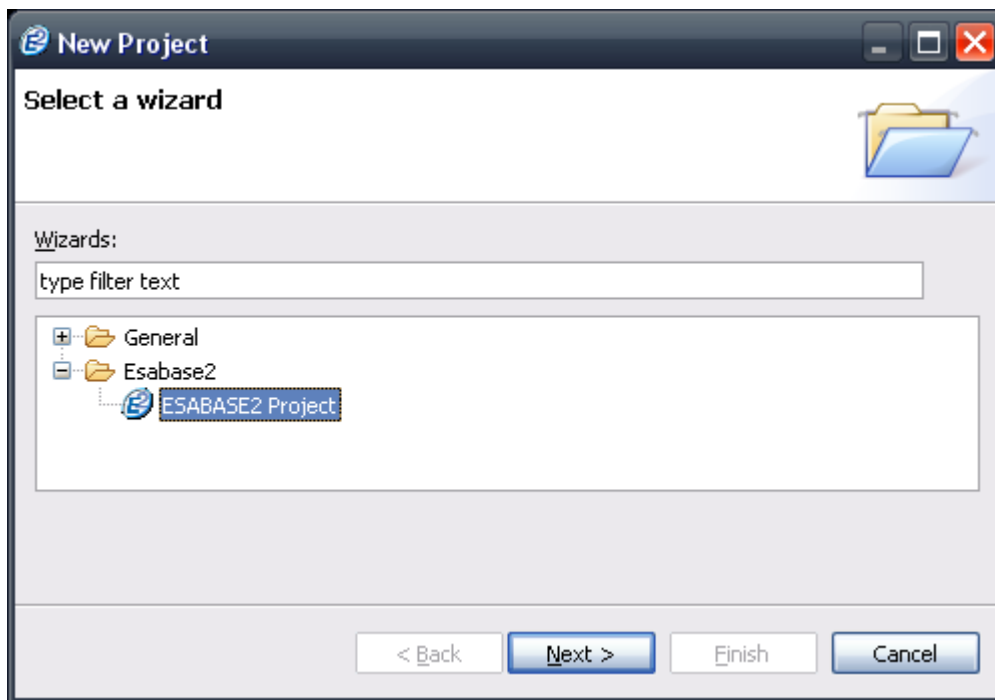 New Project
Select a wizard
Wizards:
type filter text
General
Esabase2
ESABASE2 Project
< Back Next > Finish Cancel